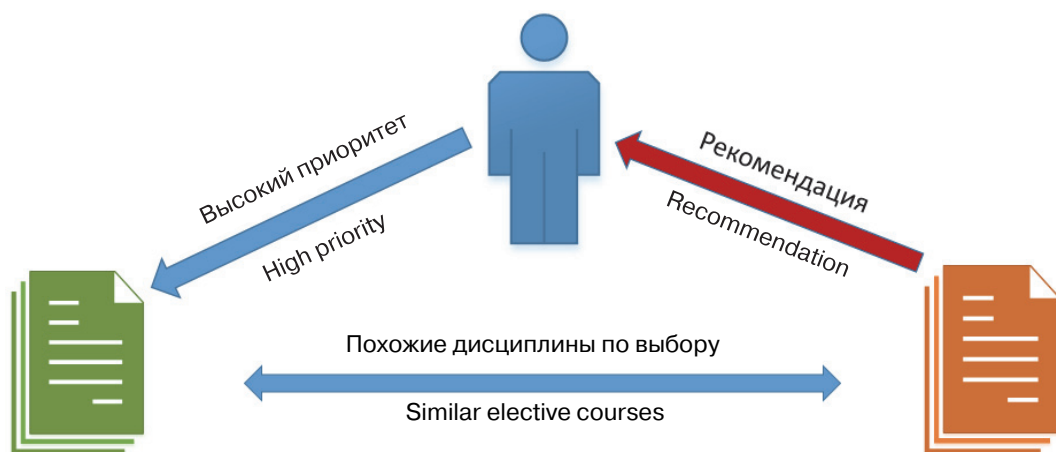 Высокий приоритет
High priority
Рекомендация
Recommendation
Похожие дисциплины по выбору
Similar elective courses